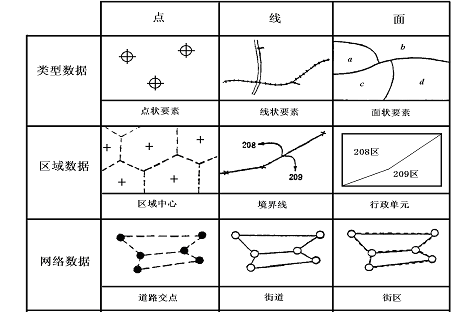 点 线 面
类型数据
a b c d
点状要素 线状要素 面状要素
区域数据
208 209
208区
209区
区域中心 境界线 行政单元
网络数据
道路交点 街道 街区